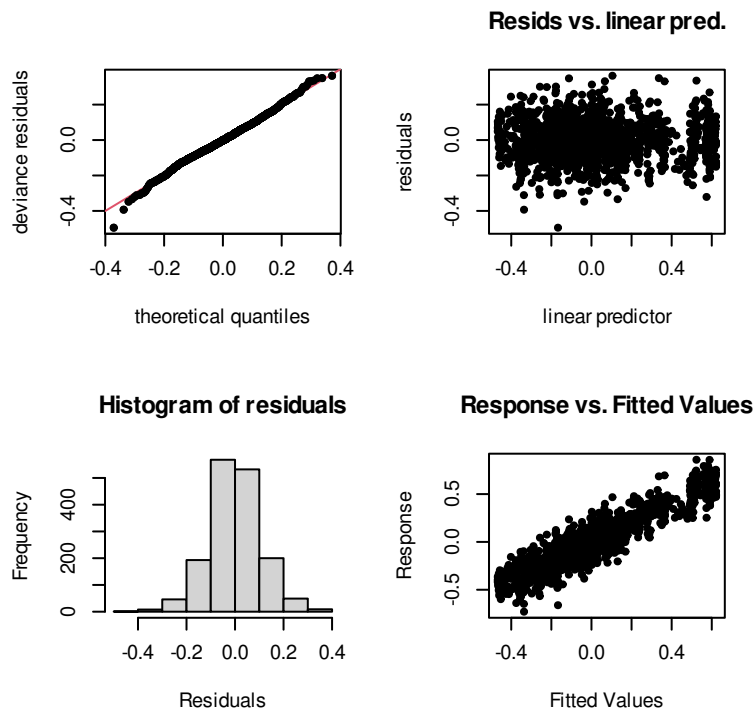 deviance residuals
0.0
-0.4
-0.4 -0.2 0.0 0.2 0.4
theoretical quantiles
Resids vs. linear pred.
residuals
0.0
-0.4
-0.4 0.0 0.4
linear predictor
Histogram of residuals
Frequency
400
200
0
-0.4 -0.2 0.0 0.2 0.4
Residuals
Response vs. Fitted Values
Response
0.5
0.0
-0.5
-0.4 0.0 0.4
Fitted Values